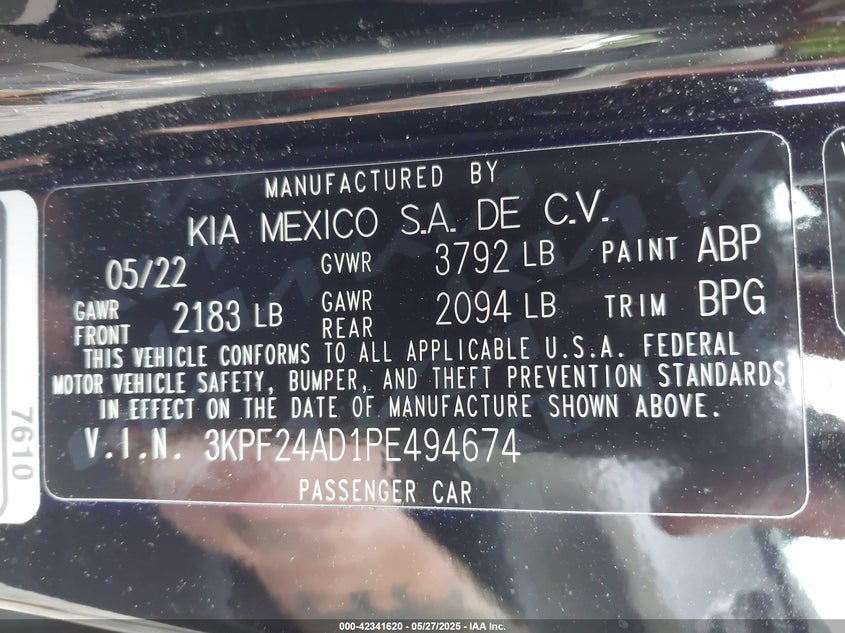 MANUFACTURED BY
KIA MEXICO S.A. DE C.V.
05/22 GVWR 3792 LB PAINT ABP
GAWR FRONT 2183 LB GAWR REAR 2094 LB TRIM BPG
THIS VEHICLE CONFORMS TO ALL APPLICABLE U.S.A. FEDERAL
MOTOR VEHICLE SAFETY, BUMPER, AND THEFT PREVENTION STANDARDS
IN EFFECT ON THE DATE OF MANUFACTURE SHOWN ABOVE.
V.I.N. 3KPF24AD1PE494674
PASSENGER CAR
7610
000-42341620 - 05/27/2025 - IAA Inc.